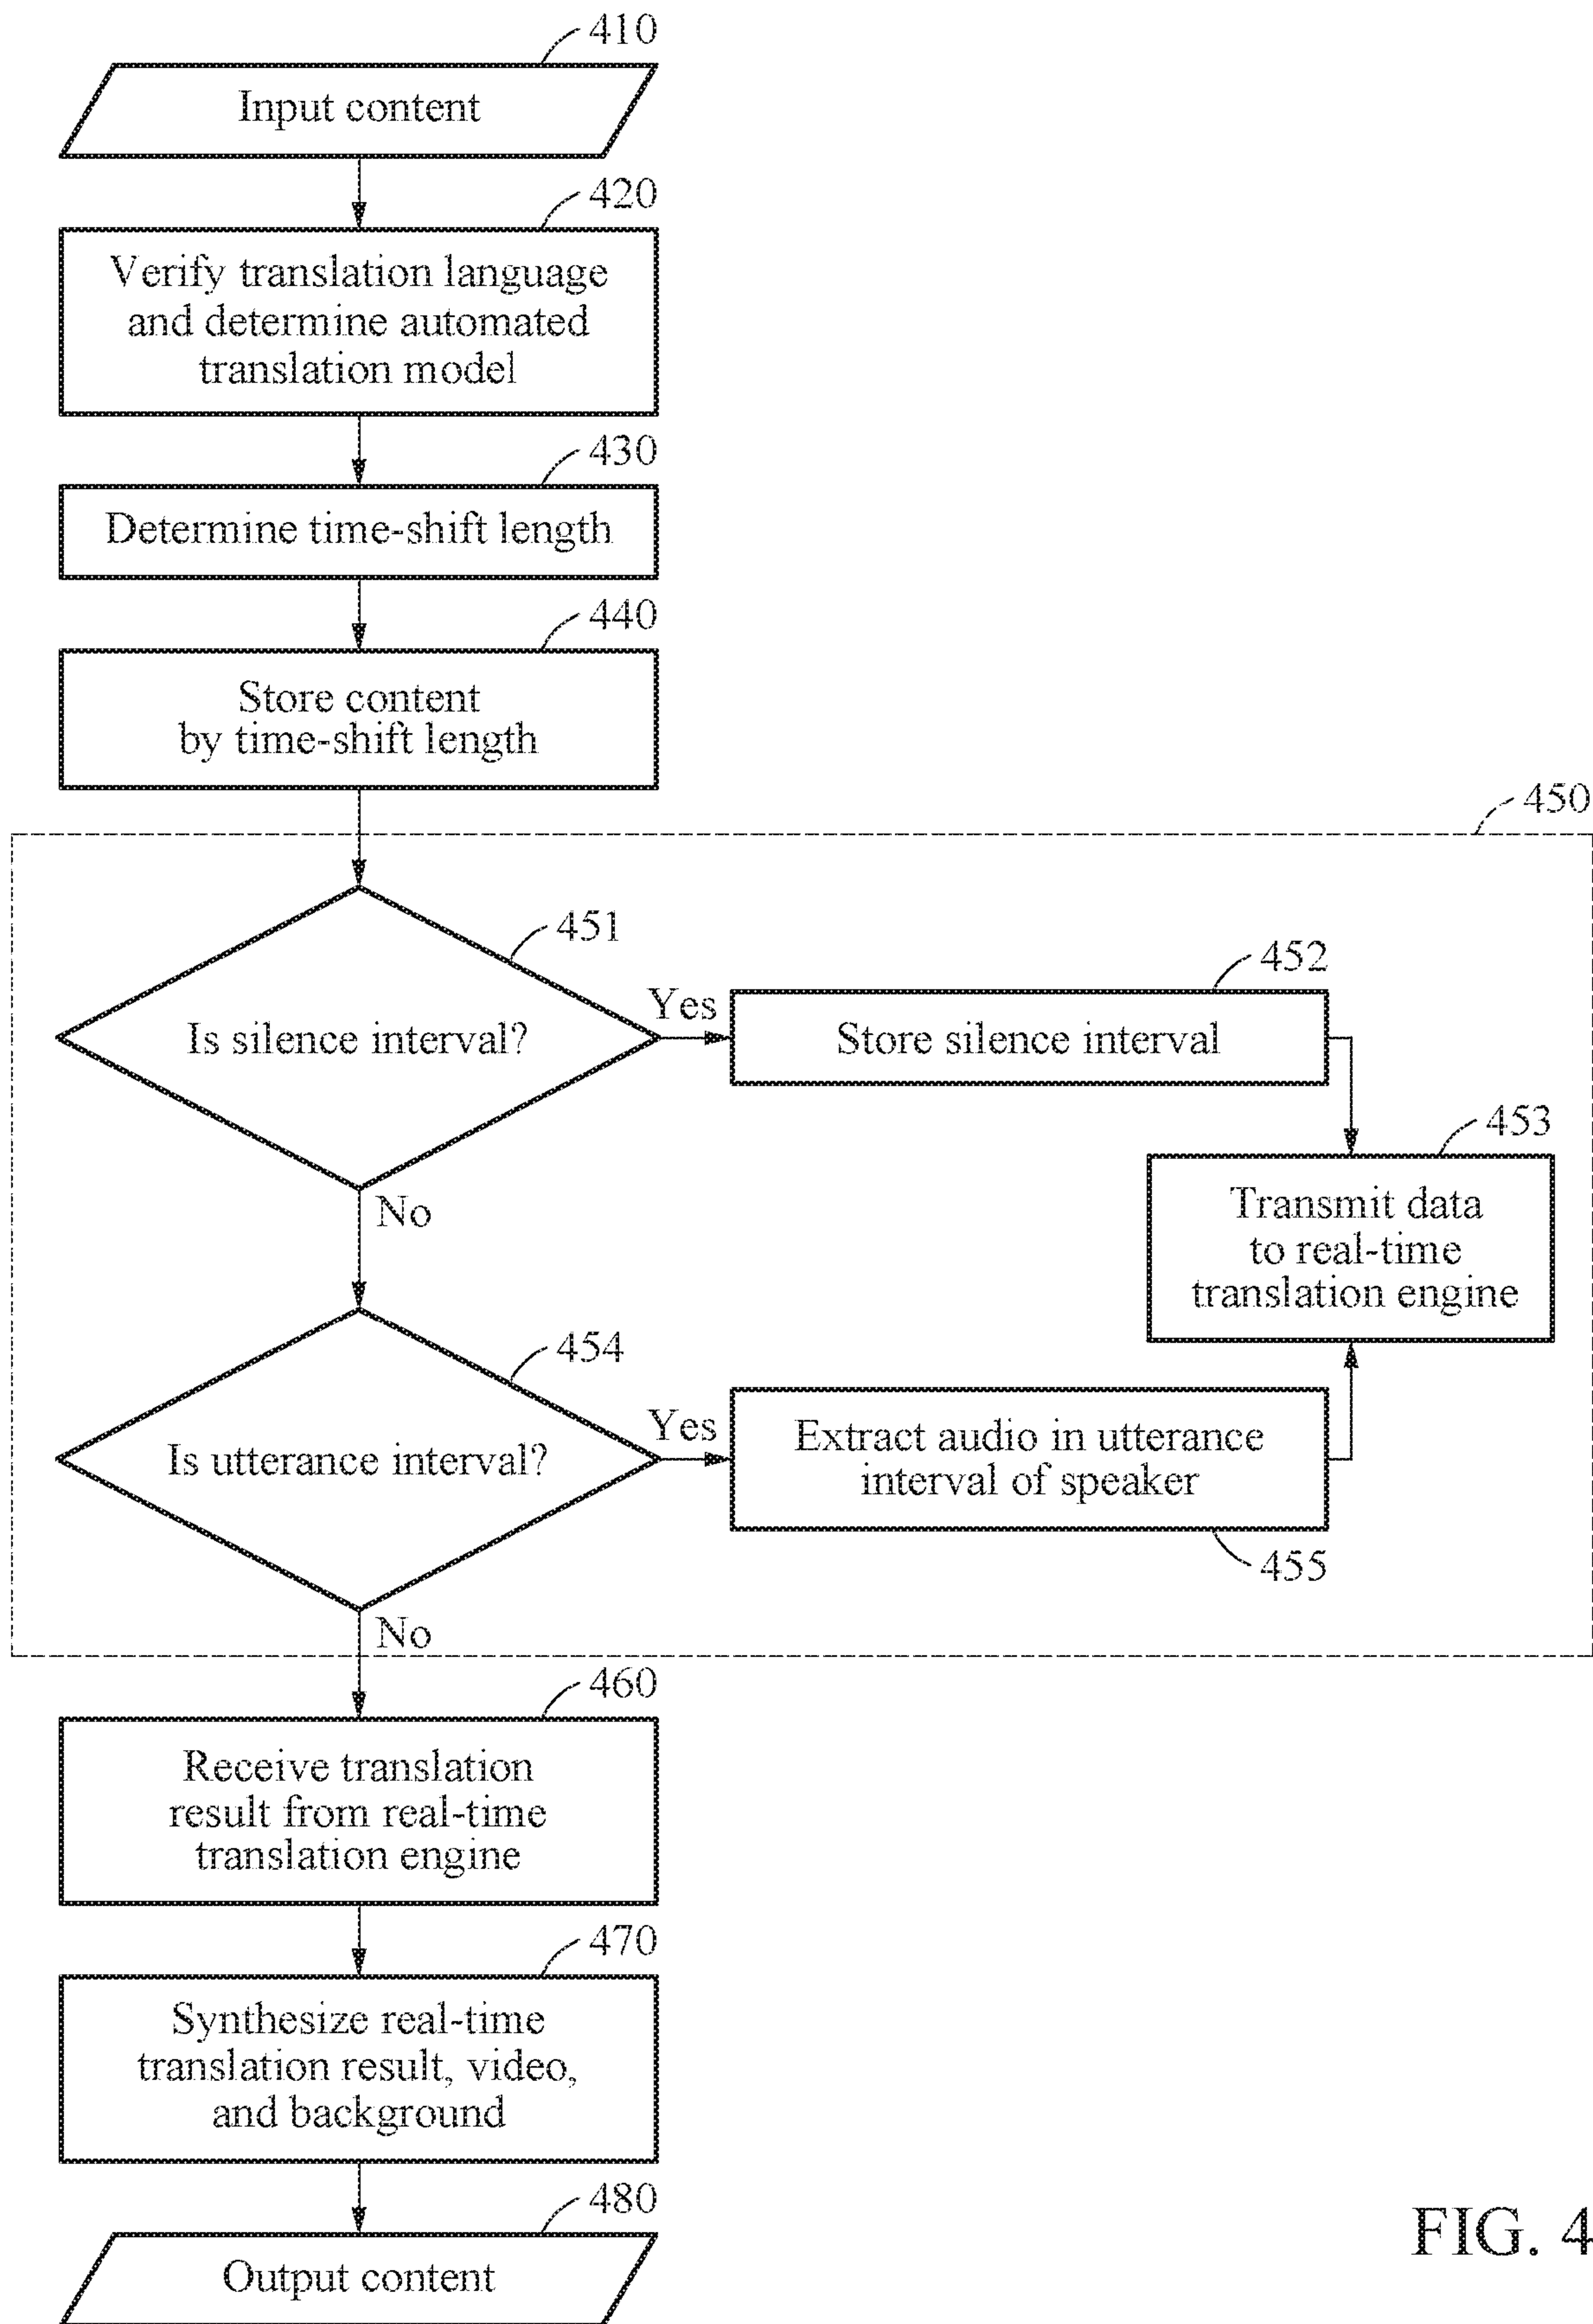 410
Input content
420
Verify translation language
and determine automated
translation model
430
Determine time-shift length
440
Store content
by time-shift length
450
451
Is silence interval?
Yes
452
Store silence interval
453
Transmit data
to real-time
translation engine
No
454
Is utterance interval?
Yes
Extract audio in utterance
interval of speaker
455
No
460
Receive translation
result from real-time
translation engine
470
Synthesize real-time
translation result, video,
and background
480
Output content
FIG. 4